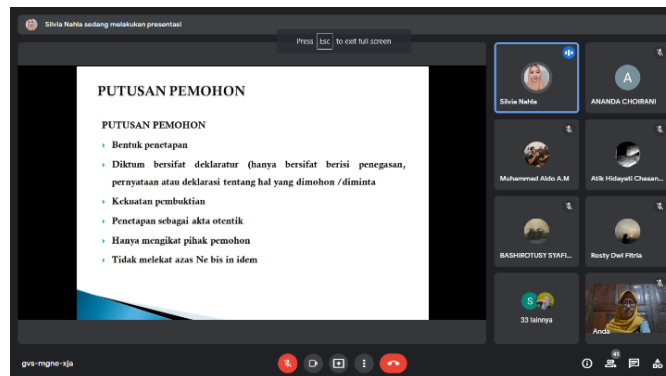 Silvia Nahla sedang melakukan presentasi
Press Esc to exit full screen
PUTUSAN PEMOHON
PUTUSAN PEMOHON
Bentuk penetapan
Diktum bersifat deklaratur (hanya bersifat berisi penegasan,
pernyataan atau deklarasi tentang hal yang dimohon /diminta
Kekuatan pembuktian
Penetapan sebagai akta otentik
Hanya mengikat pihak pemohon
Tidak melekat azas Ne bis in idem
Silvia Nahla
A
ANANDA CHOIRANI
Muhammad Aldo A.M
Atik Hidayati Chasan...
BASHIROTUSY SYAFI...
Resty Dwi Fitria
S
33 lainnya
Anda
gvs-mgne-xja
41